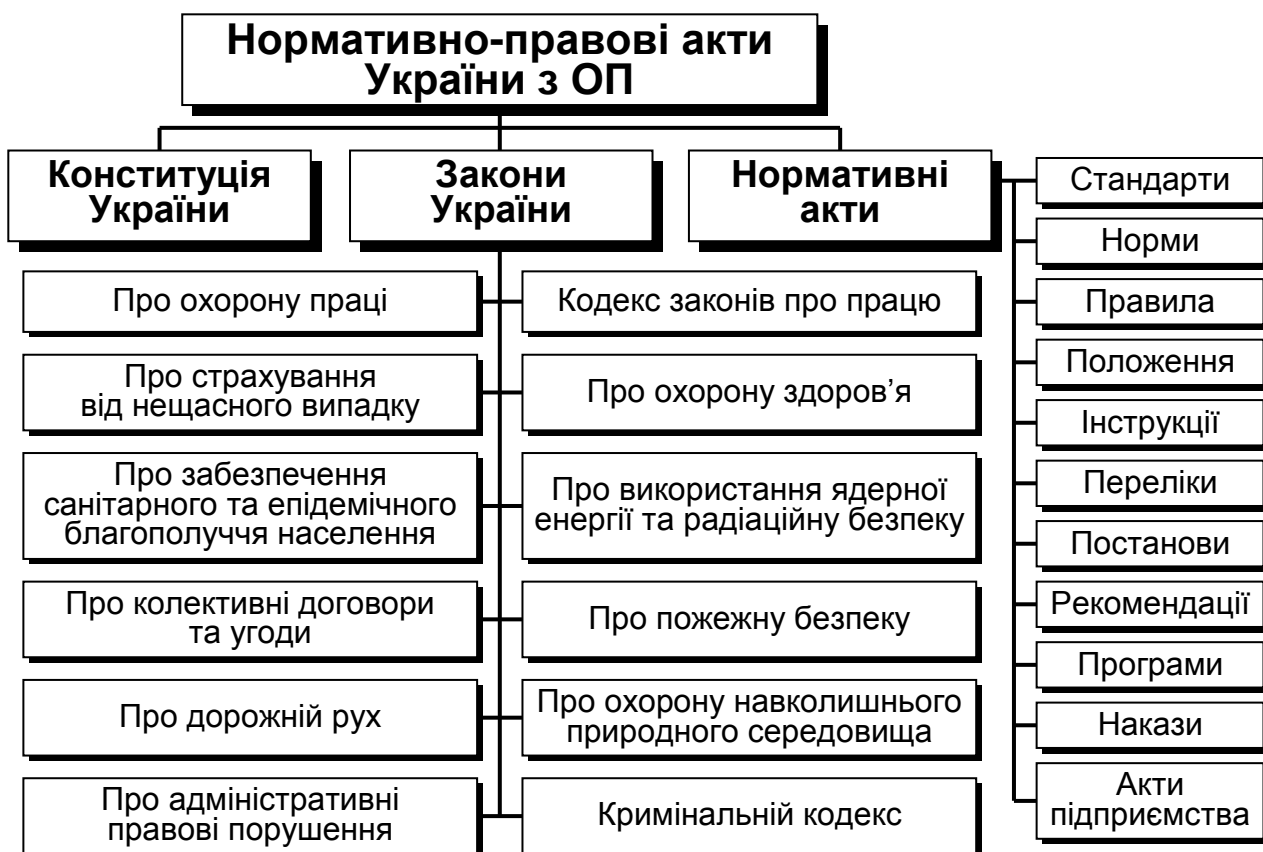 Нормативно-правові акти
України з ОП
Конституція
України
Закони
України
Нормативні
акти
Про охорону праці
Кодекс законів про працю
Про страхування
від нещасного випадку
Про охорону здоров’я
Про забезпечення
санітарного та епідемічного
благополуччя населення
Про використання ядерної
енергії та радіаційну безпеку
Про колективні договори
та угоди
Про пожежну безпеку
Про дорожній рух
Про охорону навколишнього
природного середовища
Про адміністративні
правові порушення
Кримінальній кодекс
Стандарти
Норми
Правила
Положення
Інструкції
Переліки
Постанови
Рекомендації
Програми
Накази
Акти
підприємства